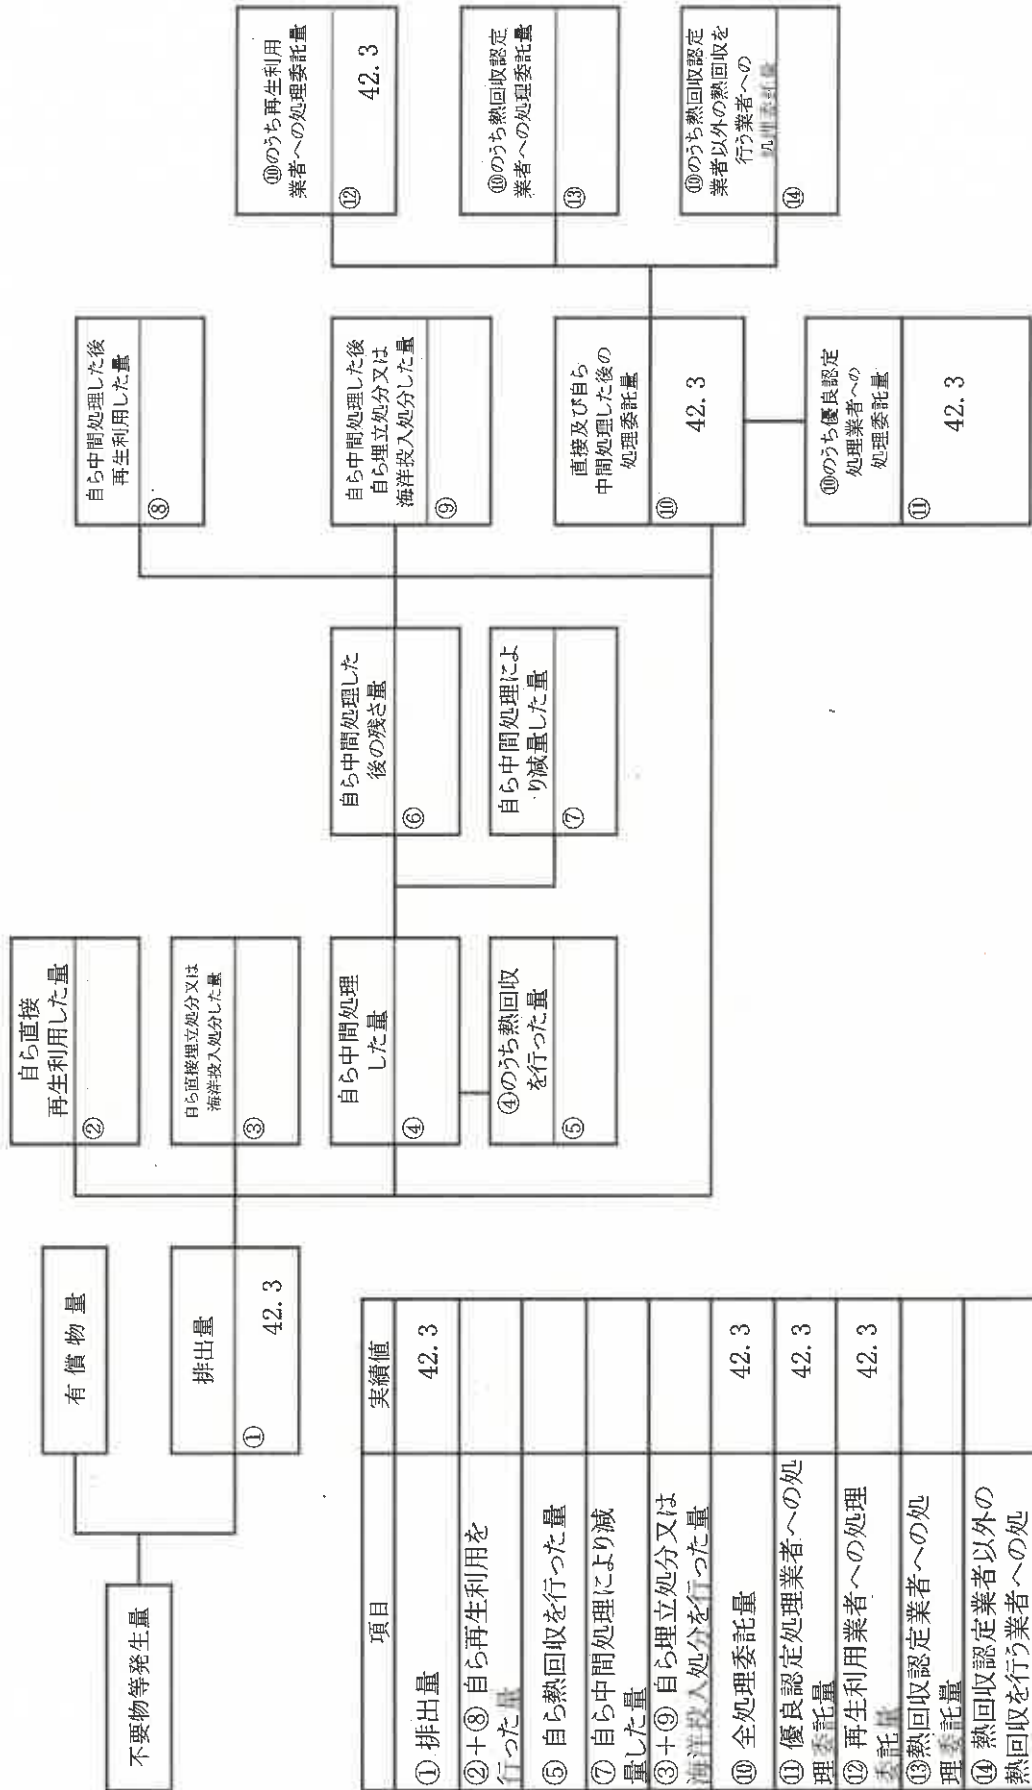 不要物等発生量
有償物量
排出量
①
42.3
自ら直接
再生利用した量
②
自ら直接埋立処分又は
海洋投入処分した量
③
自ら中間処理
した量
④
④のうち熱回収
を行った量
⑤
自ら中間処理した
後の残さ量
⑥
自ら中間処理によ
り減量した量
⑦
自ら中間処理した後
再生利用した量
⑧
自ら中間処理した後
自ら埋立処分又は
海洋投入処分した量
⑨
直接及び自ら
中間処理した後の
処理委託量
⑩
42.3
⑩のうち優良認定
処理業者への
処理委託量
⑪
42.3
⑩のうち再生利用
業者への処理委託量
⑫
42.3
⑩のうち熱回収認定
業者への処理委託量
⑬
⑩のうち熱回収認定
業者以外の熱回収を
行う業者への
処理委託量
⑭
項目 実績値
①排出量 42.3
②+⑧ 自ら再生利用を
行った量
⑤ 自ら熱回収を行った量
⑦ 自ら中間処理により減
量した量
③+⑨ 自ら埋立処分又は
海洋投入処分を行った量
⑩ 全処理委託量 42.3
⑪ 優良認定処理業者への処
理委託量 42.3
⑫ 再生利用業者への処理
委託量 42.3
⑬熱回収認定業者への処
理委託量
⑭ 熱回収認定業者以外の
熱回収を行う業者への処